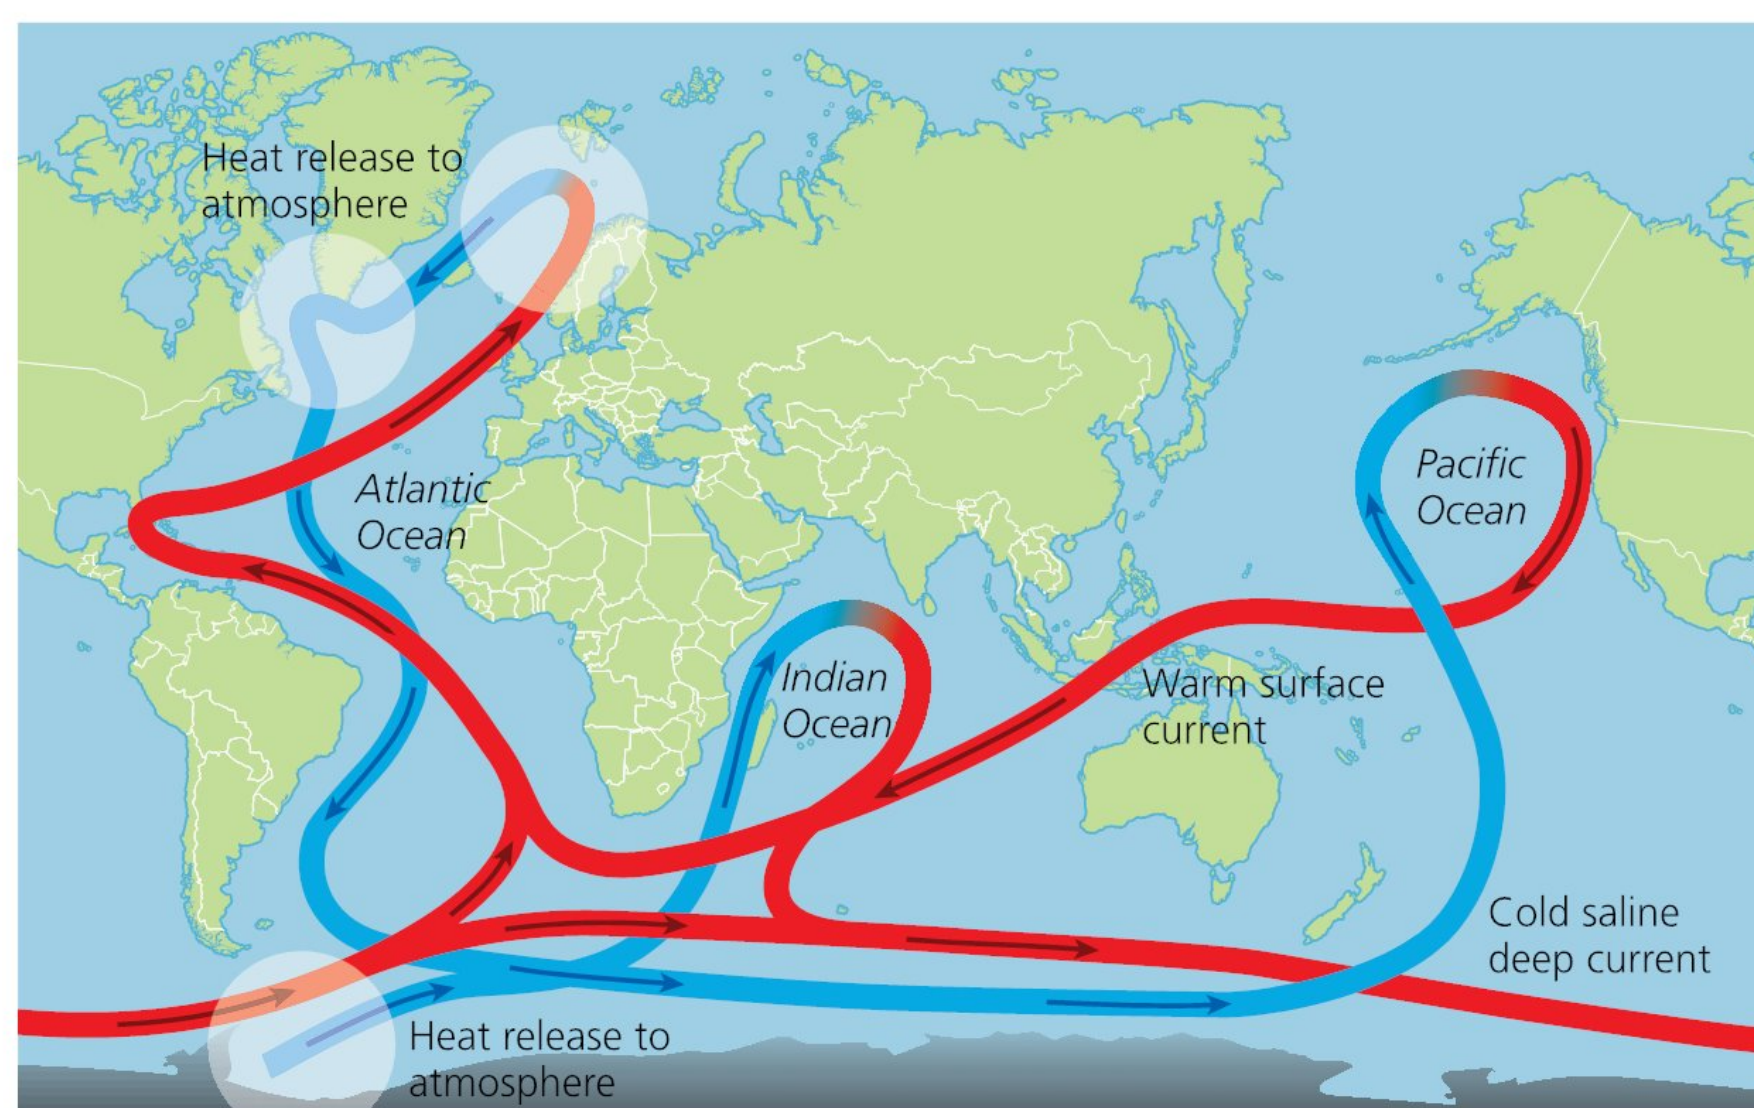 Heat release to
atmosphere
Atlantic
Ocean
Pacific
Ocean
Indian
Ocean
Warm surface
current
Cold saline
deep current
Heat release to
atmosphere